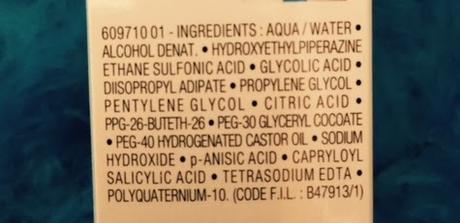 609710 01 - INGREDIENTS : AQUA / WATER •
ALCOHOL DENAT. • HYDROXYETHYLPIPERAZINE
ETHANE SULFONIC ACID • GLYCOLIC ACID •
DIISOPROPYL ADIPATE • PROPYLENE GLYCOL •
PENTYLENE GLYCOL • CITRIC ACID •
PPG-26-BUTETH-26 • PEG-30 GLYCERYL COCOATE
• PEG-40 HYDROGENATED CASTOR OIL • SODIUM
HYDROXIDE • p-ANISIC ACID • CAPRYLOYL
SALICYLIC ACID • TETRASODIUM EDTA •
POLYQUATERNIUM-10. (CODE F.I.L. : B47913/1)